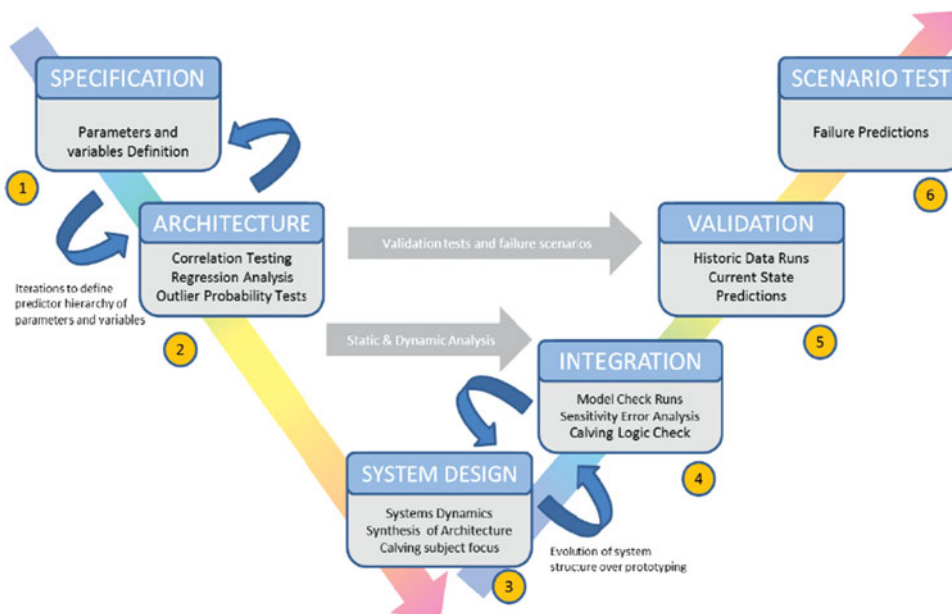 SPECIFICATION
Parameters and
variables Definition
1
Iterations to define
predictor hierarchy of
parameters and variables
ARCHITECTURE
Correlation Testing
Regression Analysis
Outlier Probability Tests
2
Validation tests and failure scenarios
Static & Dynamic Analysis
SYSTEM DESIGN
Systems Dynamics
Synthesis of Architecture
Calving subject focus
3
Evolution of system
structure over prototyping
INTEGRATION
Model Check Runs
Sensitivity Error Analysis
Calving Logic Check
4
VALIDATION
Historic Data Runs
Current State
Predictions
5
SCENARIO TEST
Failure Predictions
6